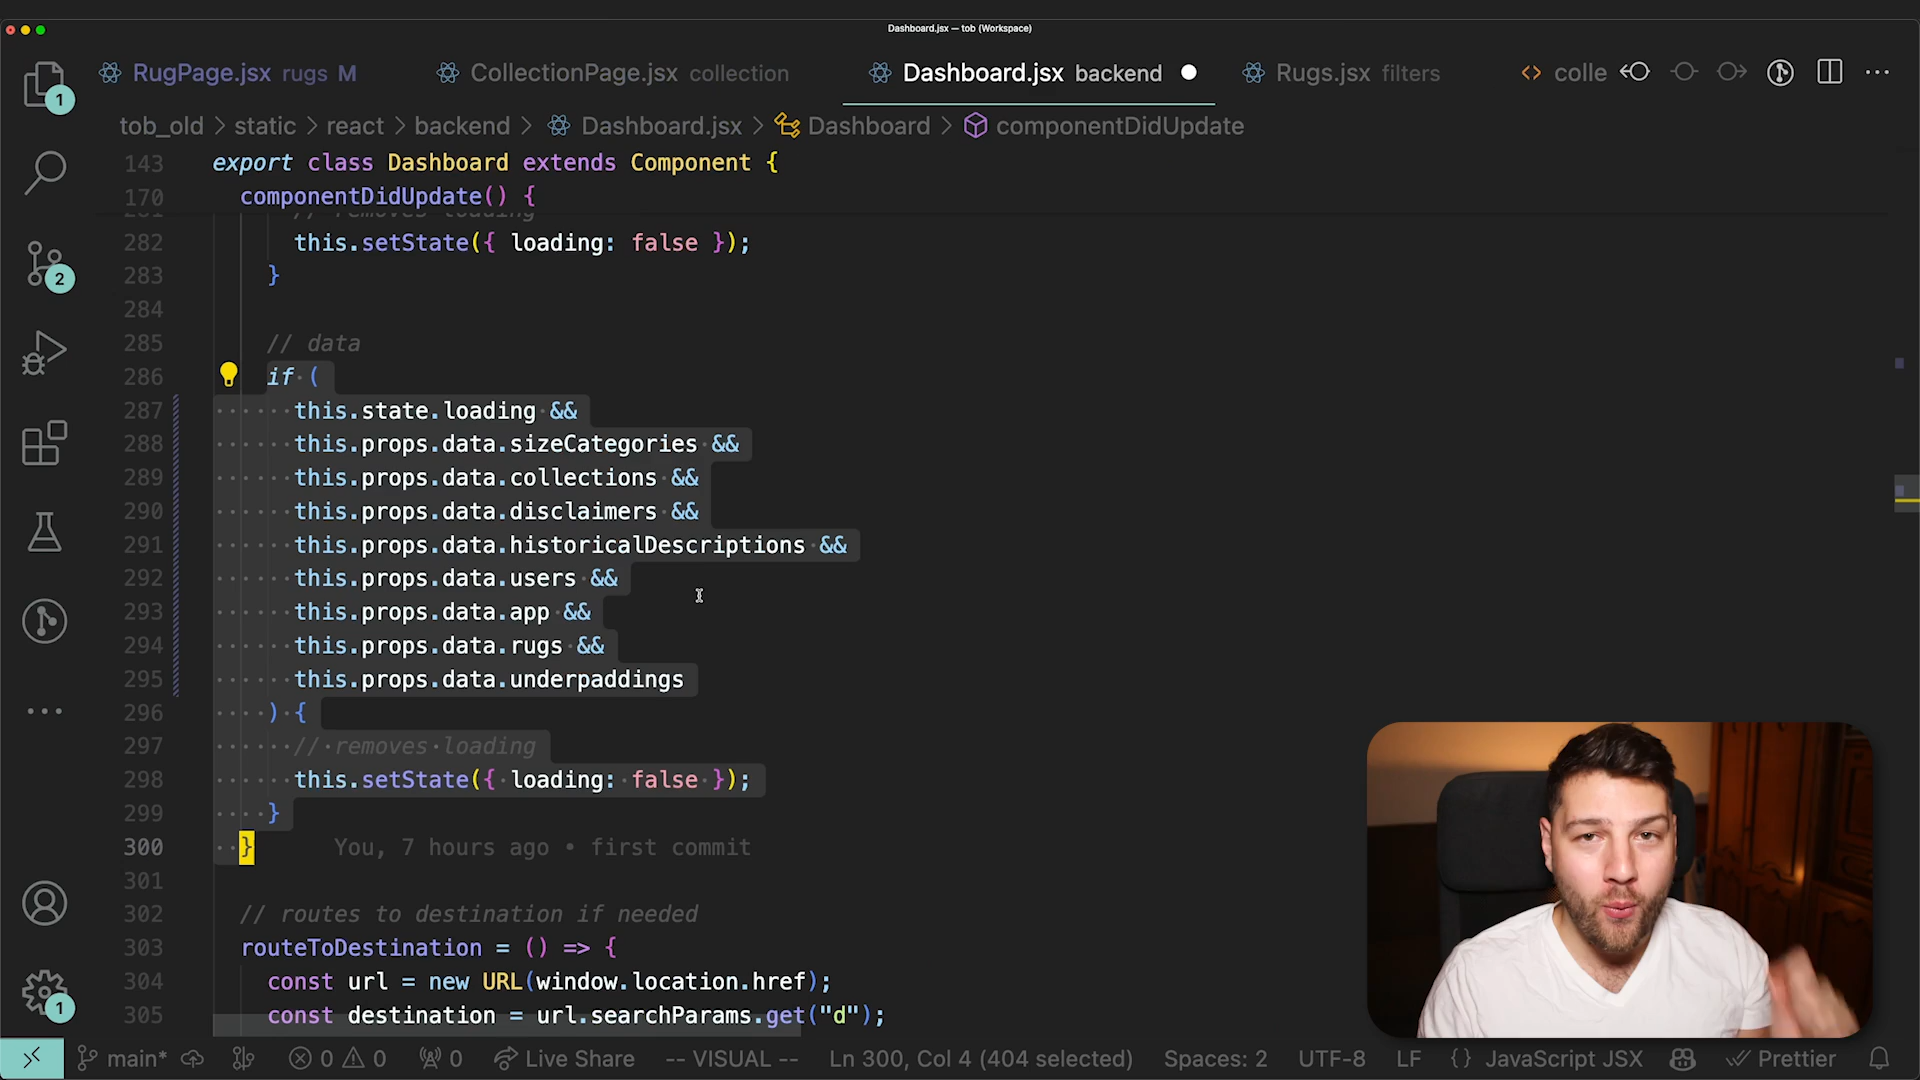 Dashboard.jsx — tob (Workspace)
RugPage.jsx rugs M
CollectionPage.jsx collection
Dashboard.jsx backend
Rugs.jsx filters
colle
tob_old > static > react > backend > Dashboard.jsx > Dashboard > componentDidUpdate
143 export class Dashboard extends Component {
170 componentDidUpdate() {
281 // removes loading
282 this.setState({ loading: false });
283 }
284
285 // data
286 if (
287 this.state.loading &&
288 this.props.data.sizeCategories &&
289 this.props.data.collections &&
290 this.props.data.disclaimers &&
291 this.props.data.historicalDescriptions &&
292 this.props.data.users &&
293 this.props.data.app &&
294 this.props.data.rugs &&
295 this.props.data.underpaddings
296 ) {
297 // removes loading
298 this.setState({ loading: false });
299 }
300 } You, 7 hours ago • first commit
301
302 // routes to destination if needed
303 routeToDestination = () => {
304 const url = new URL(window.location.href);
305 const destination = url.searchParams.get("d");
1
2
1
main*
0 0
0
Live Share
-- VISUAL --
Ln 300, Col 4 (404 selected)
Spaces: 2
UTF-8
LF
{} JavaScript JSX
Prettier